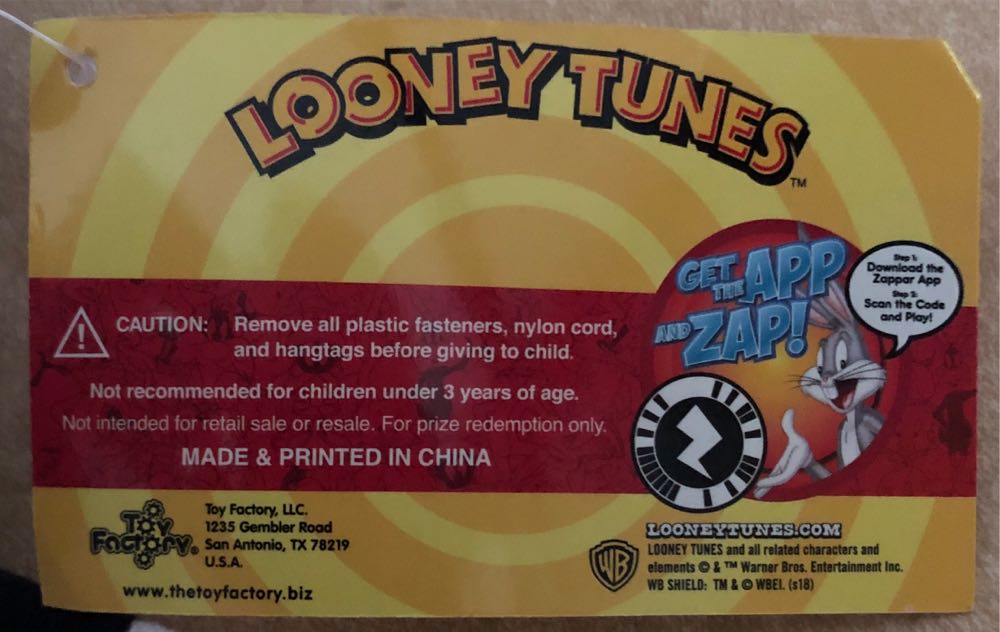 LOONEY TUNES
TM
GET THE APP
AND ZAP!
Step 1:
Download the
Zappar App
Step 2:
Scan the Code
and Play!
CAUTION: Remove all plastic fasteners, nylon cord,
and hangtags before giving to child.
Not recommended for children under 3 years of age.
Not intended for retail sale or resale. For prize redemption only.
MADE & PRINTED IN CHINA
Toy
Factory®
Toy Factory, LLC.
1235 Gembler Road
San Antonio, TX 78219
U.S.A.
www.thetoyfactory.biz
WB
LOONEYTUNES.COM
LOONEY TUNES and all related characters and
elements © & ™ Warner Bros. Entertainment Inc.
WB SHIELD: TM & © WBEI. (s18)